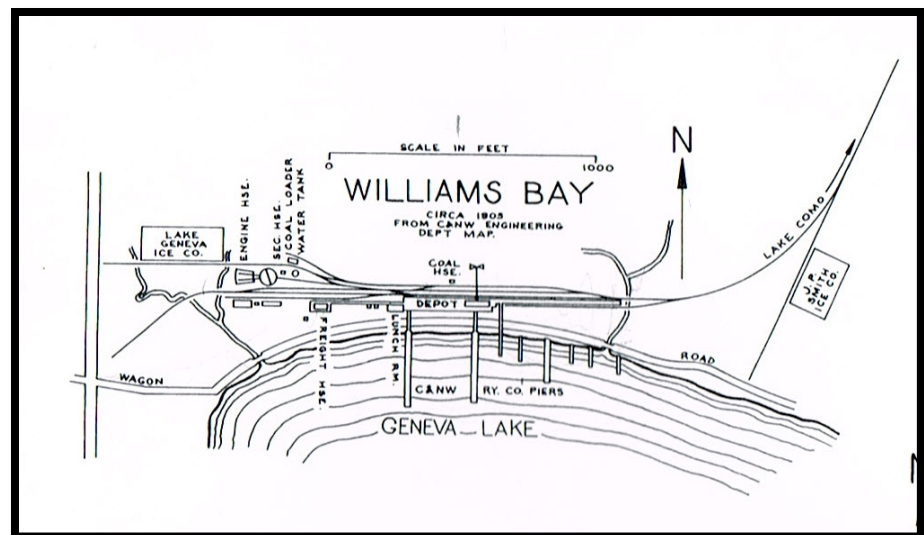 SCALE IN FEET
0 1000
N
WILLIAMS BAY
CIRCA 1905
FROM C&NW ENGINEERING
DEPT MAP.
ENGINE HSE.
SEC. HSE.
COAL LOADER
WATER TANK
LAKE
GENEVA
ICE CO.
COAL
HSE.
LAKE COMO
J.P.
SMITH
ICE CO.
DEPOT
FREIGHT HSE.
LUNCH RM.
ROAD
WAGON
C&NW RY. CO. PIERS
GENEVA LAKE